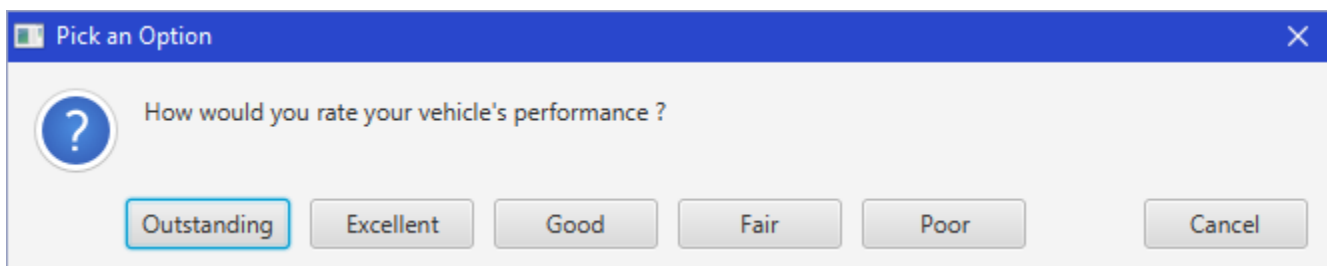 Pick an Option
How would you rate your vehicle's performance ?
Outstanding Excellent Good Fair Poor Cancel